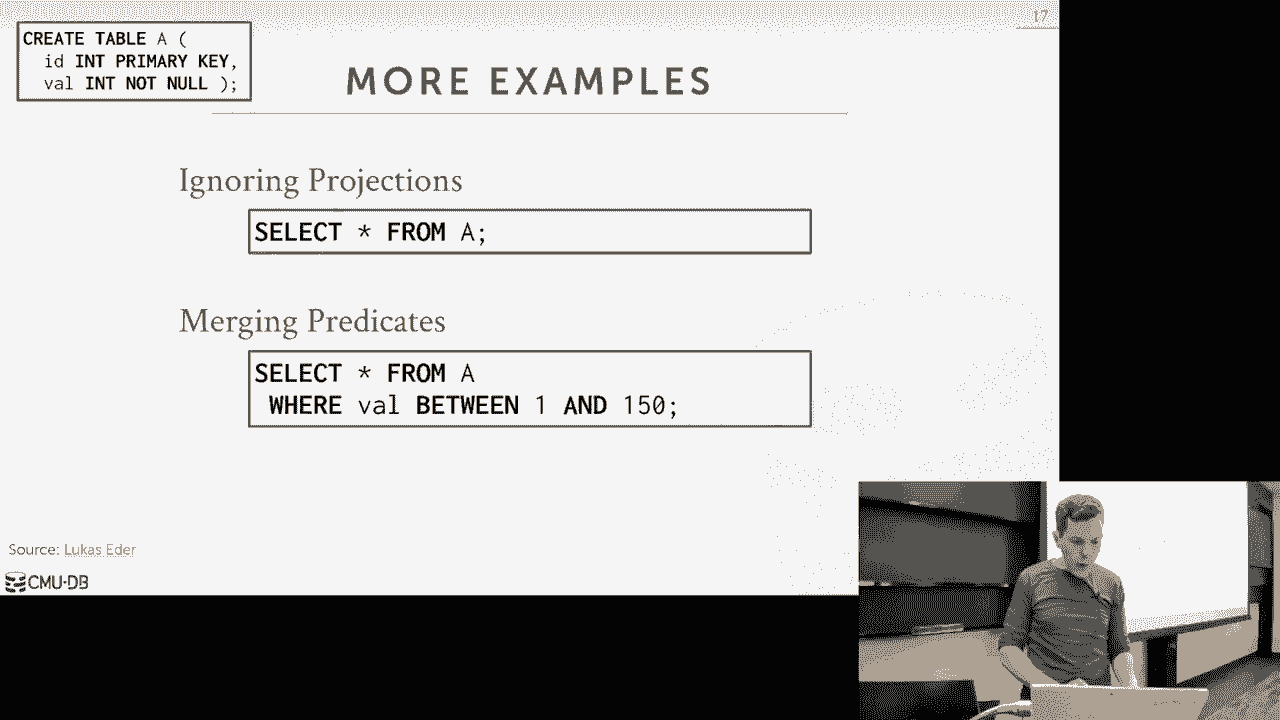 17
CREATE TABLE A (
id INT PRIMARY KEY,
val INT NOT NULL );
MORE EXAMPLES
Ignoring Projections
SELECT * FROM A;
Merging Predicates
SELECT * FROM A
WHERE val BETWEEN 1 AND 150;
Source: Lukas Eder
CMU·DB